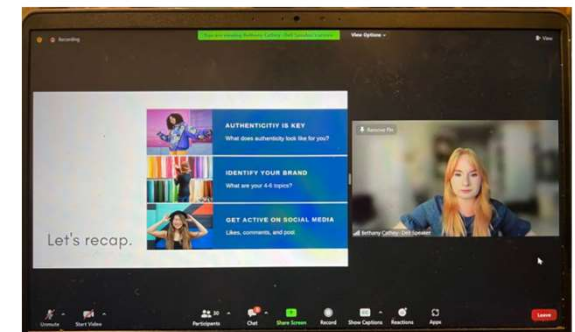 Recording
You are viewing Bethany Cathey - Dell Speaker's screen
View Options
View
AUTHENTICITIY IS KEY
What does authenticity look like for you?
IDENTIFY YOUR BRAND
What are your 4-6 topics?
GET ACTIVE ON SOCIAL MEDIA
Likes, comments, and post
Let's recap.
Remove Pin
Bethany Cathey - Dell Speaker
30
Unmute
Start Video
Participants
Chat
Share Screen
Record
Show Captions
Reactions
Apps
Leave